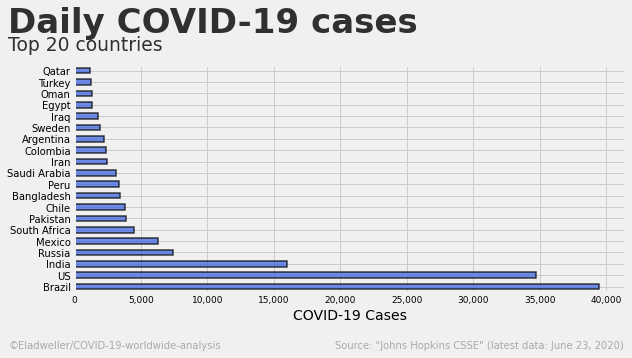 Daily COVID-19 cases
Top 20 countries
Qatar
Turkey
Oman
Egypt
Iraq
Sweden
Argentina
Colombia
Iran
Saudi Arabia
Peru
Bangladesh
Chile
Pakistan
South Africa
Mexico
Russia
India
US
Brazil
0 5,000 10,000 15,000 20,000 25,000 30,000 35,000 40,000
COVID-19 Cases
©Eladweller/COVID-19-worldwide-analysis Source: "Johns Hopkins CSSE" (latest data: June 23, 2020)